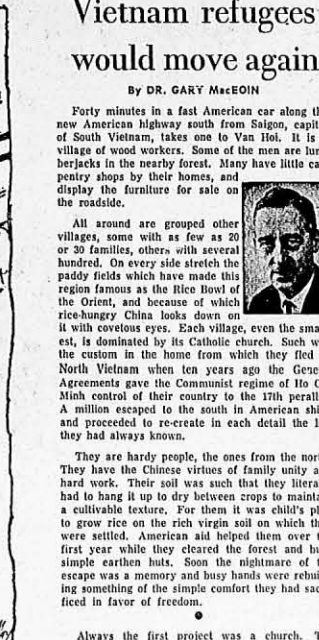 Vietnam refugees
would move again
By DR. GARY MacEOIN
Forty minutes in a fast American car along th
new American highway south from Saigon, capit
of South Vietnam, takes one to Van Hoi. It is
village of wood workers. Some of the men are lum
berjacks in the nearby forest. Many have little ca
pentry shops by their homes, and
display the furniture for sale on
the roadside.
All around are grouped other
villages, some with as few as 20
or 30 families, others with several
hundred. On every side stretch the
paddy fields which have made this
region famous as the Rice Bowl of
the Orient, and because of which
rice-hungry China looks down on
it with covetous eyes. Each village, even the sma
est, is dominated by its Catholic church. Such w
the custom in the home from which they fled
North Vietnam when ten years ago the Gene
Agreements gave the Communist regime of Ho C
Minh control of their country to the 17th parall
A million escaped to the south in American shi
and proceeded to re-create in each detail the l
they had always known.
They are hardy people, the ones from the nor
They have the Chinese virtues of family unity a
hard work. Their soil was such that they litera
had to hang it up to dry between crops to mainta
a cultivable texture. For them it was child's pl
to grow rice on the rich virgin soil on which th
were settled. American aid helped them over t
first year while they cleared the forest and bu
simple earthen huts. Soon the nightmare of t
escape was a memory and busy hands were rebui
ing something of the simple comfort they had sac
ficed in favor of freedom.
Always the first project was a church.